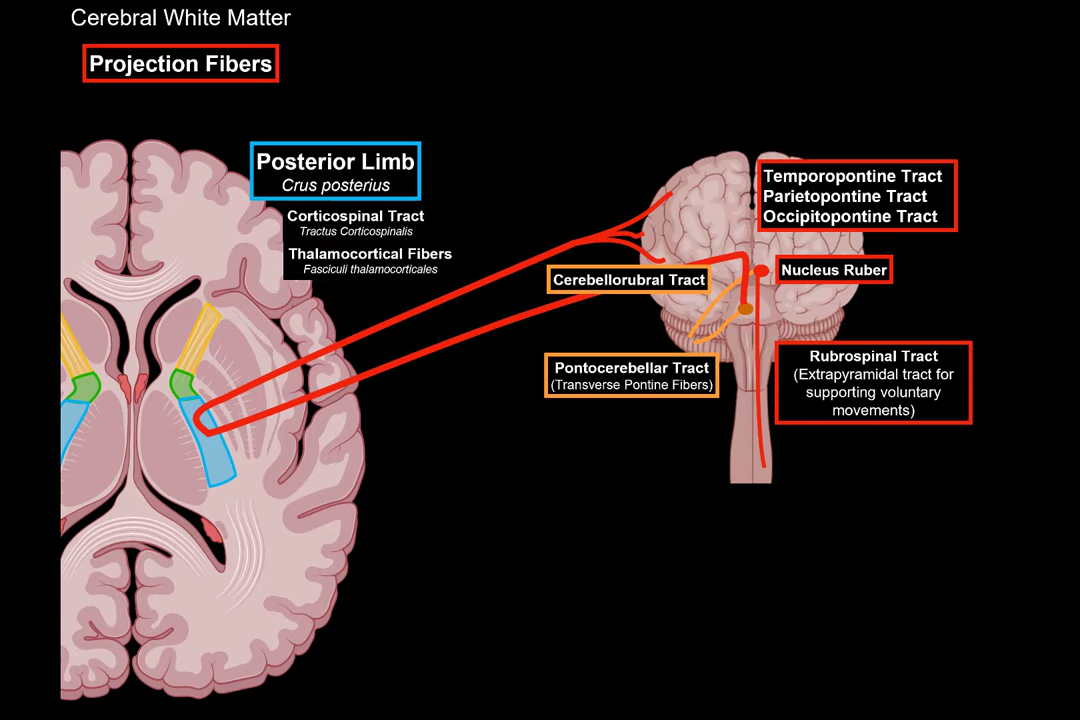 Cerebral White Matter
Projection Fibers
Posterior Limb
Crus posterius
Corticospinal Tract
Tractus Corticospinalis
Thalamocortical Fibers
Fasciculi thalamocorticales
Temporopontine Tract
Parietopontine Tract
Occipitopontine Tract
Cerebellorubral Tract
Nucleus Ruber
Pontocerebellar Tract
(Transverse Pontine Fibers)
Rubrospinal Tract
(Extrapyramidal tract for
supporting voluntary
movements)